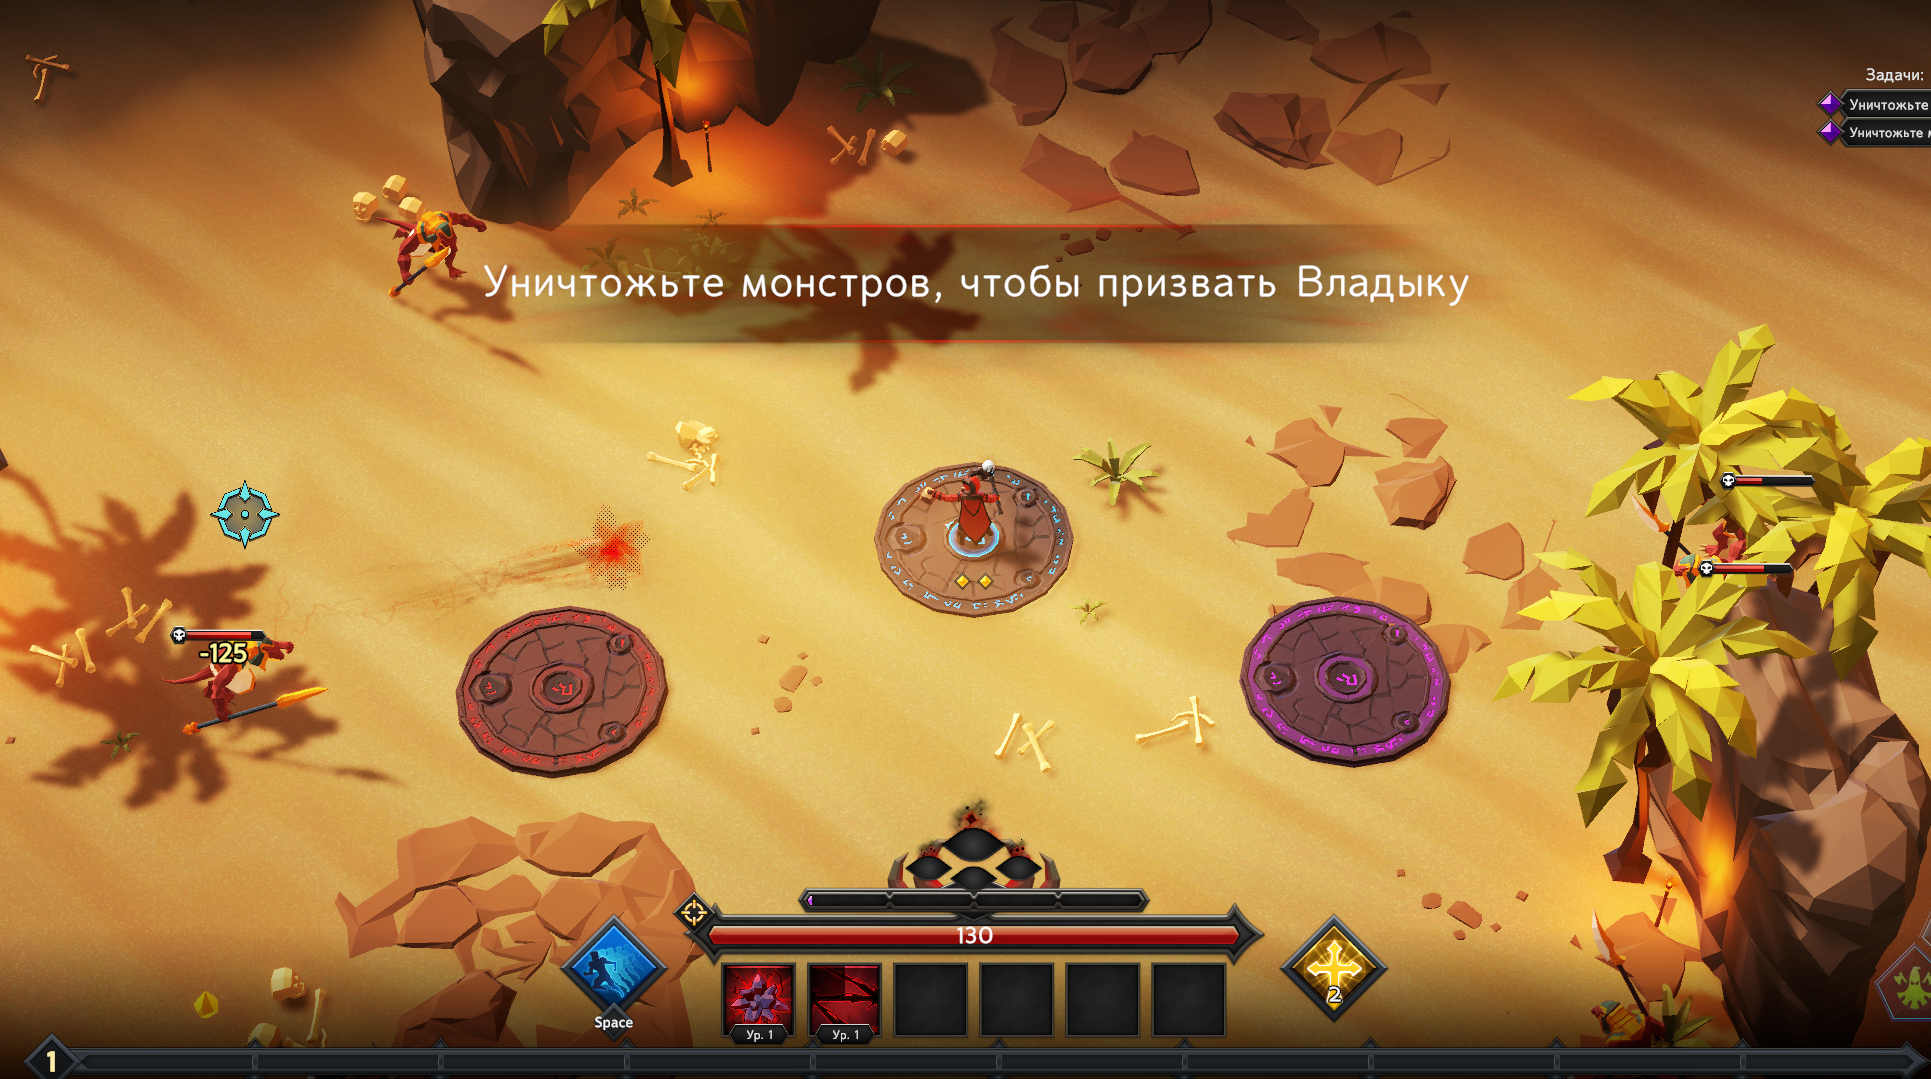 Задачи:
Уничтожьте
Уничтожьте
Уничтожьте монстров, чтобы призвать Владыку
-125
130
2
Space
Ур. 1
Ур. 1
1